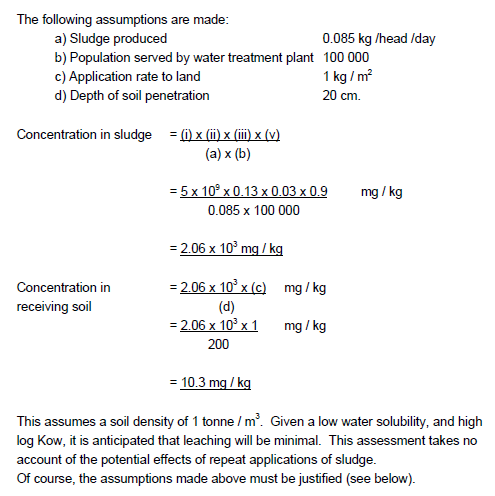 The following assumptions are made:
a) Sludge produced 0.085 kg /head /day
b) Population served by water treatment plant 100 000
c) Application rate to land 1 kg / m²
d) Depth of soil penetration 20 cm.
Concentration in sludge = (i) x (ii) x (iii) x (v)
(a) x (b)
= 5 x 10⁹ x 0.13 x 0.03 x 0.9 mg / kg
0.085 x 100 000
= 2.06 x 10³ mg / kg
Concentration in = 2.06 x 10³ x (c) mg / kg
receiving soil (d)
= 2.06 x 10³ x 1 mg / kg
200
= 10.3 mg / kg
This assumes a soil density of 1 tonne / m³. Given a low water solubility, and high
log Kow, it is anticipated that leaching will be minimal. This assessment takes no
account of the potential effects of repeat applications of sludge.
Of course, the assumptions made above must be justified (see below).